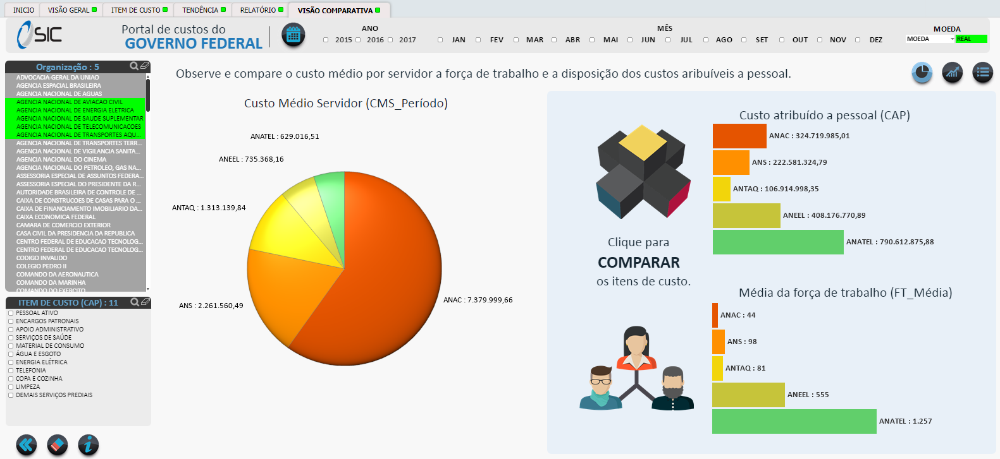 INICIO VISÃO GERAL ITEM DE CUSTO TENDÊNCIA RELATÓRIO VISÃO COMPARATIVA
SIC
Portal de custos do
GOVERNO FEDERAL
ANO
2015 2016 2017
MÊS
JAN FEV MAR ABR MAI JUN JUL AGO SET OUT NOV DEZ
MOEDA
MOEDA REAL
Organização : 5
ADVOCACIA-GERAL DA UNIAO
AGENCIA ESPACIAL BRASILEIRA
AGENCIA NACIONAL DE AGUAS
AGENCIA NACIONAL DE AVIACAO CIVIL
AGENCIA NACIONAL DE ENERGIA ELETRICA
AGENCIA NACIONAL DE SAUDE SUPLEMENTAR
AGENCIA NACIONAL DE TELECOMUNICACOES
AGENCIA NACIONAL DE TRANSPORTES AQU...
AGENCIA NACIONAL DE TRANSPORTES TERR...
AGENCIA NACIONAL DE VIGILANCIA SANITA...
AGENCIA NACIONAL DO CINEMA
AGENCIA NACIONAL DO PETROLEO, GAS NA...
ASSESSORIA ESPECIAL DE ASSUNTOS FEDERA...
ASSESSORIA ESPECIAL DO PRESIDENTE DA R...
AUTORIDADE BRASILEIRA DE CONTROLE DE ...
CAIXA DE CONSTRUCOES DE CASAS PARA O ...
CAIXA DE FINANCIAMENTO IMOBILIARIO DA...
CAIXA ECONOMICA FEDERAL
CAMARA DE COMERCIO EXTERIOR
CASA CIVIL DA PRESIDENCIA DA REPUBLICA
CENTRO FEDERAL DE EDUCACAO TECNOLOG...
CENTRO FEDERAL DE EDUCACAO TECNOLOG...
CODIGO INVALIDO
COLEGIO PEDRO II
COMANDO DA AERONAUTICA
COMANDO DA MARINHA
COMANDO DO EXERCITO
ITEM DE CUSTO (CAP) : 11
PESSOAL ATIVO
ENCARGOS PATRONAIS
APOIO ADMINISTRATIVO
SERVIÇOS DE SAÚDE
MATERIAL DE CONSUMO
ÁGUA E ESGOTO
ENERGIA ELÉTRICA
TELEFONIA
COPA E COZINHA
LIMPEZA
DEMAIS SERVIÇOS PREDIAIS
Observe e compare o custo médio por servidor a força de trabalho e a disposição dos custos aribuíveis a pessoal.
Custo Médio Servidor (CMS_Período)
ANATEL : 629.016,51
ANEEL : 735.368,16
ANTAQ : 1.313.139,84
ANS : 2.261.560,49
ANAC : 7.379.999,66
Clique para
COMPARAR
os itens de custo.
Custo atribuído a pessoal (CAP)
ANAC : 324.719.985,01
ANS : 222.581.324,79
ANTAQ : 106.914.998,35
ANEEL : 408.176.770,89
ANATEL : 790.612.875,88
Média da força de trabalho (FT_Média)
ANAC : 44
ANS : 98
ANTAQ : 81
ANEEL : 555
ANATEL : 1.257